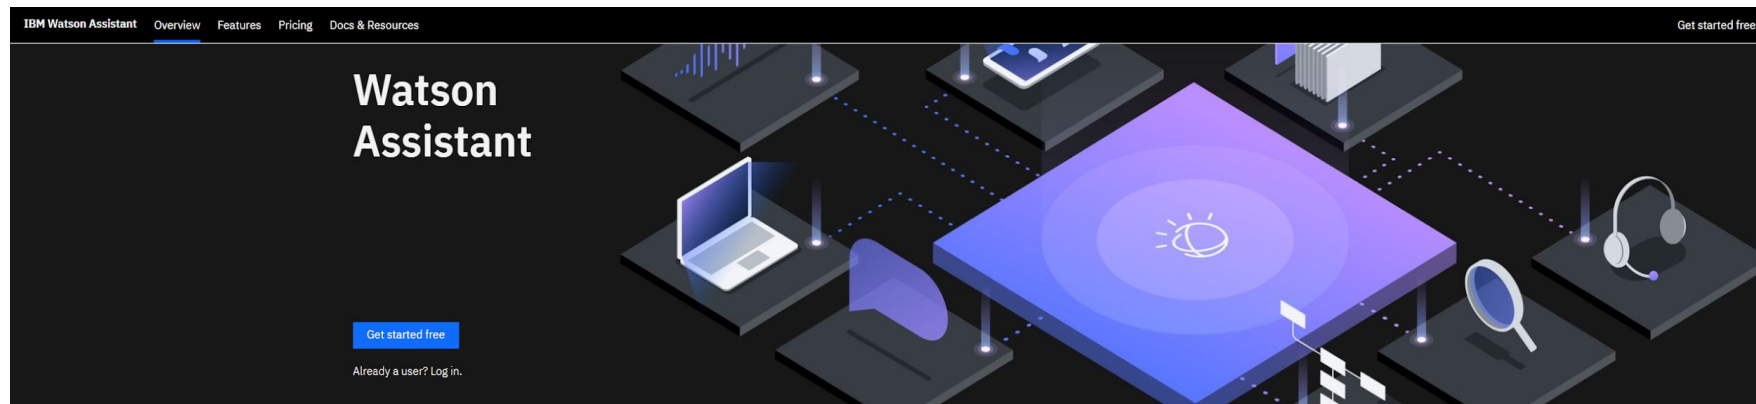 IBM Watson Assistant Overview Features Pricing Docs & Resources Get started free
Watson
Assistant
Get started free
Already a user? Log in.